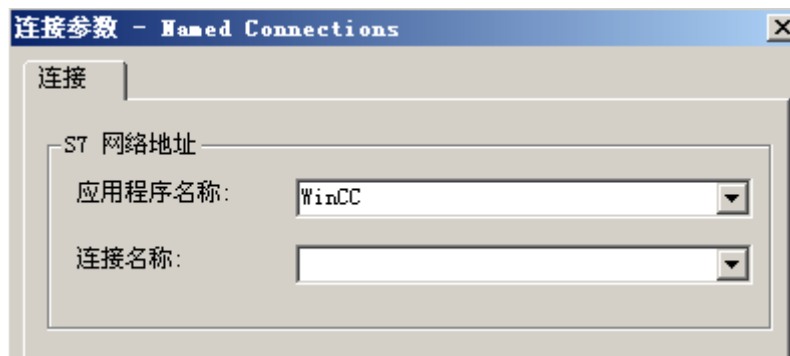 连接参数 - Named Connections
连接
S7 网络地址
应用程序名称:
WinCC
连接名称: